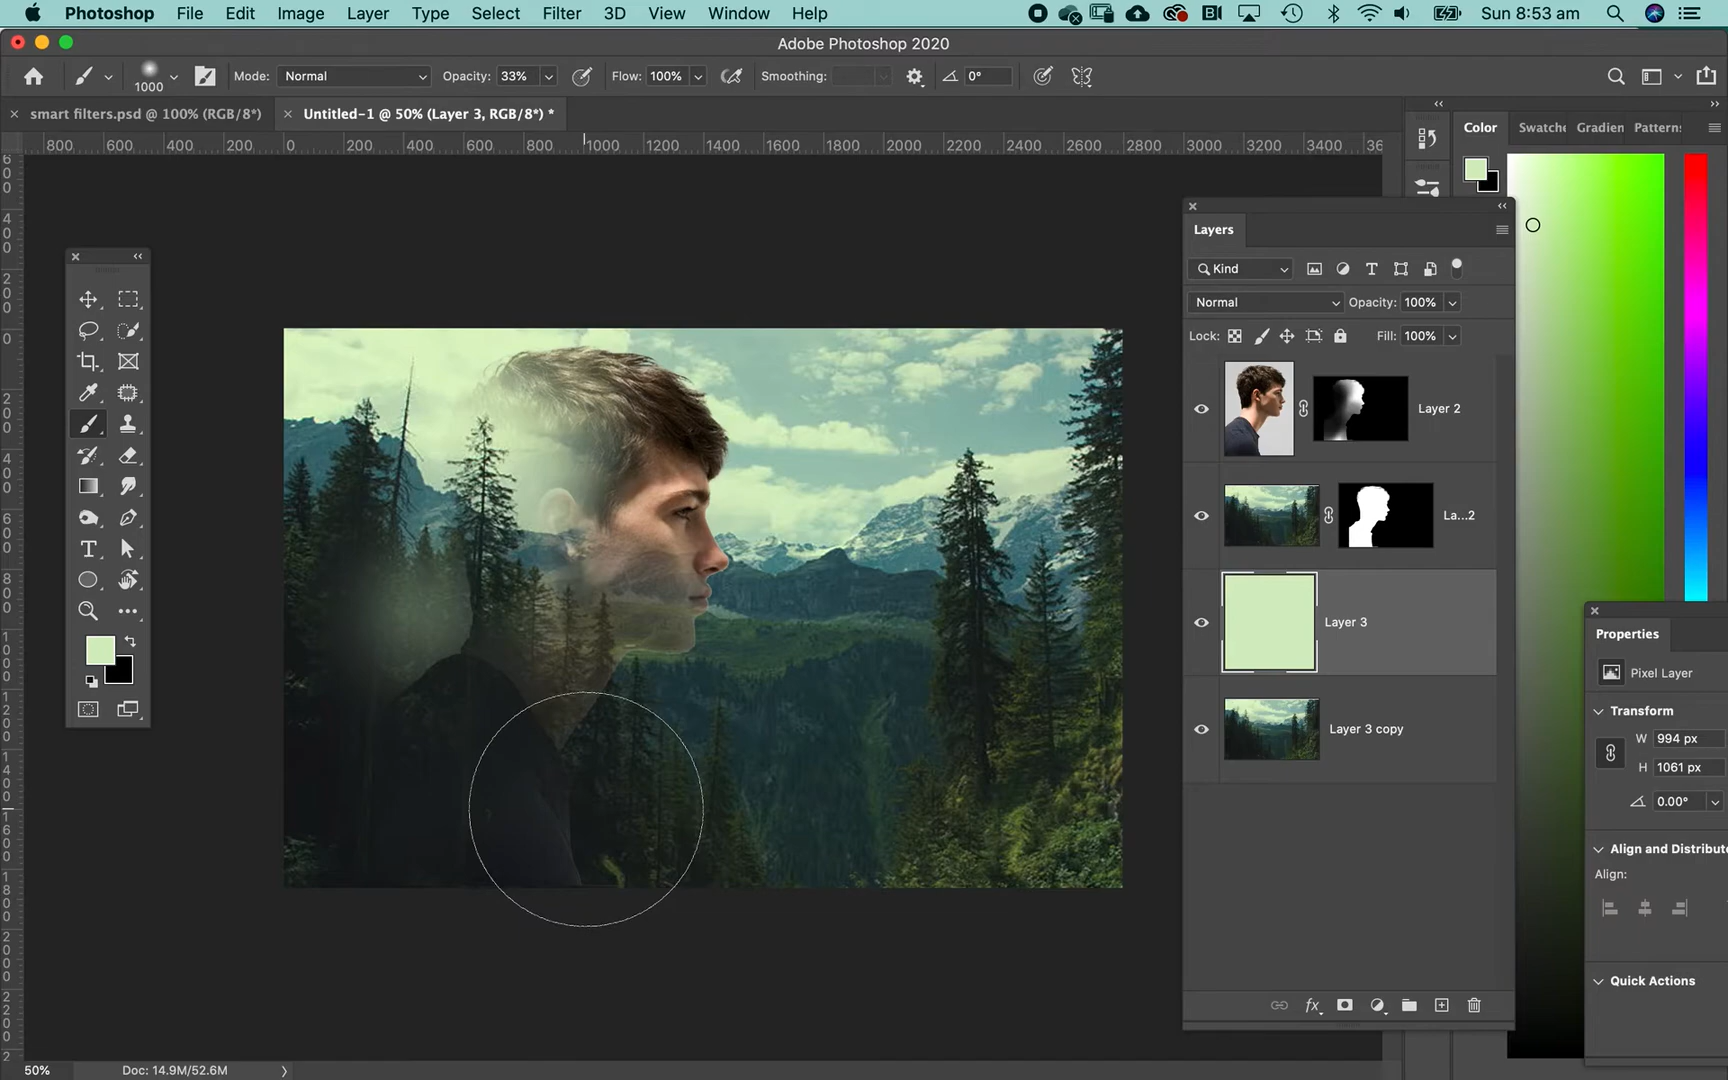 Photoshop File Edit Image Layer Type Select Filter 3D View Window Help Sun 8:53 am
Adobe Photoshop 2020
1000 Mode: Normal Opacity: 33% Flow: 100% Smoothing: 0°
smart filters.psd @ 100% (RGB/8*) Untitled-1 @ 50% (Layer 3, RGB/8*) *
800 600 400 200 0 200 400 600 800 1000 1200 1400 1600 1800 2000 2200 2400 2600 2800 3000 3200 3400
Color Swatche Gradien Pattern:
Layers
Kind
Normal Opacity: 100%
Lock: Fill: 100%
Layer 2
La...2
Layer 3
Layer 3 copy
Properties
Pixel Layer
Transform
W 994 px
H 1061 px
0.00°
Align and Distribute
Align:
Quick Actions
50% Doc: 14.9M/52.6M